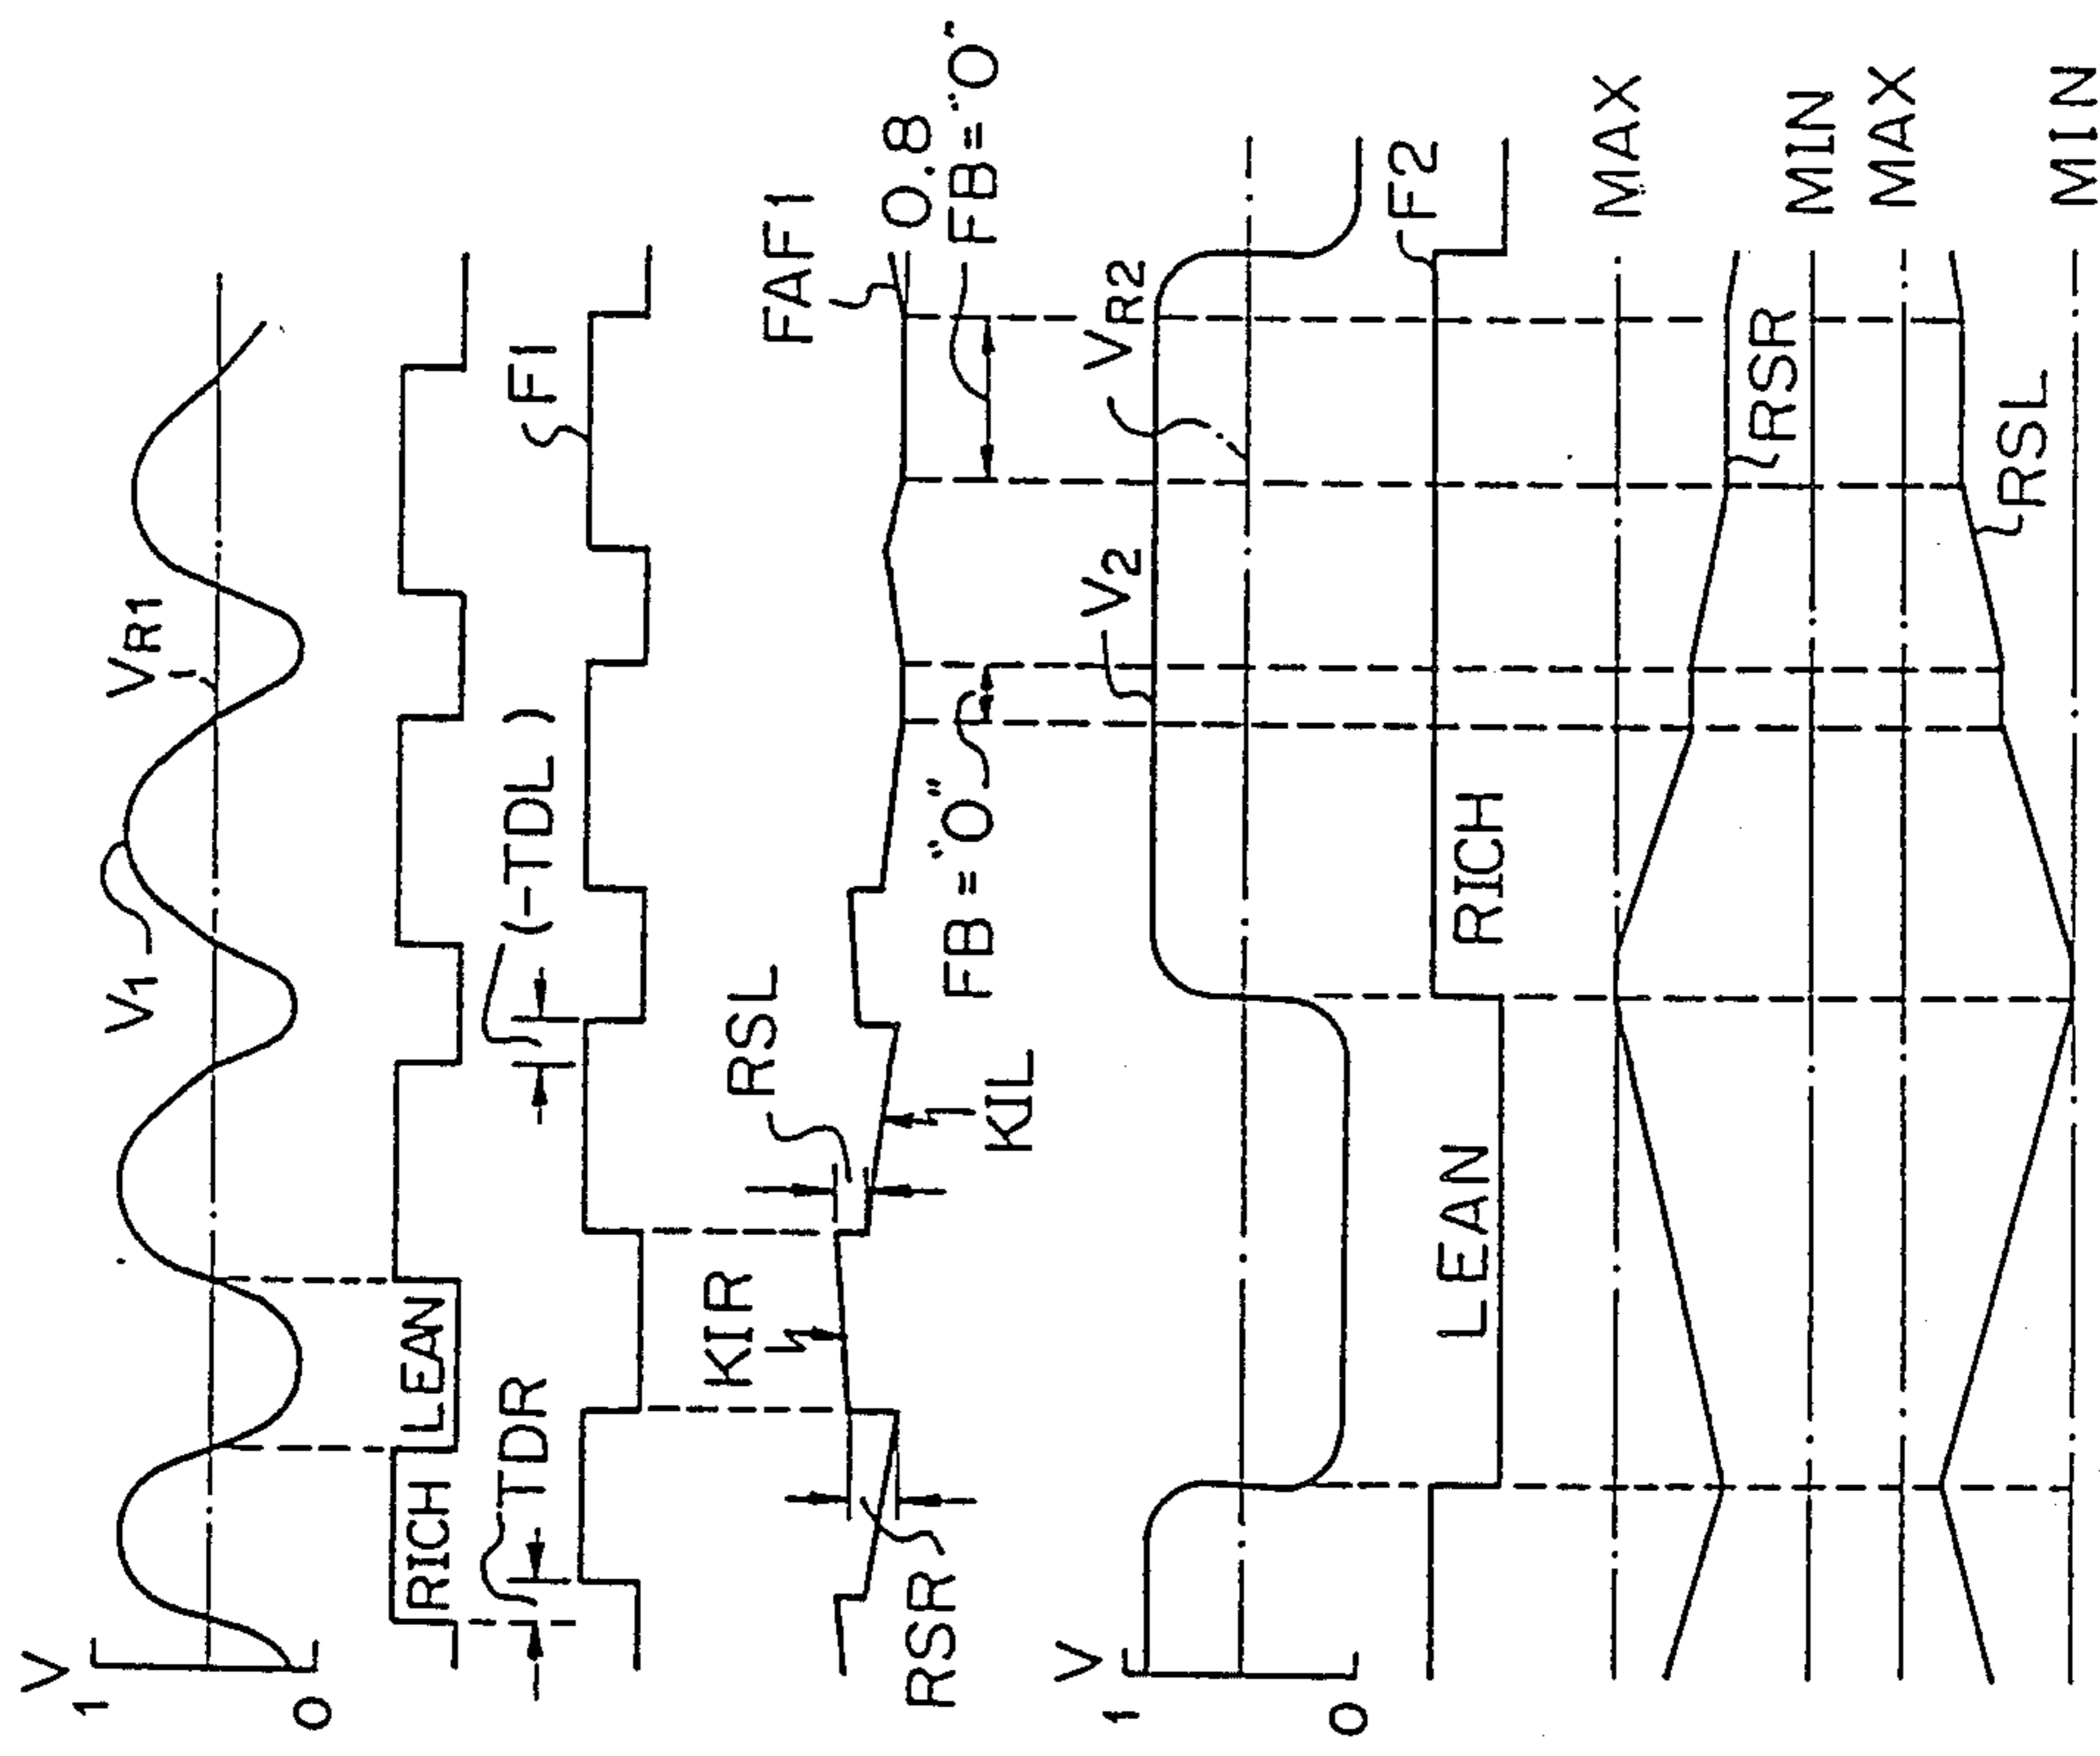 V
1
0
V1
VR1
RICH
LEAN
TDR
(-TDL)
F1
RSR
KIR
RSL
KIL
FAF1
0.8
FB="0"
FB="0"
V
1
0
V2
VR2
LEAN
RICH
F2
MAX
RSR
MIN
MAX
RSL
MIN